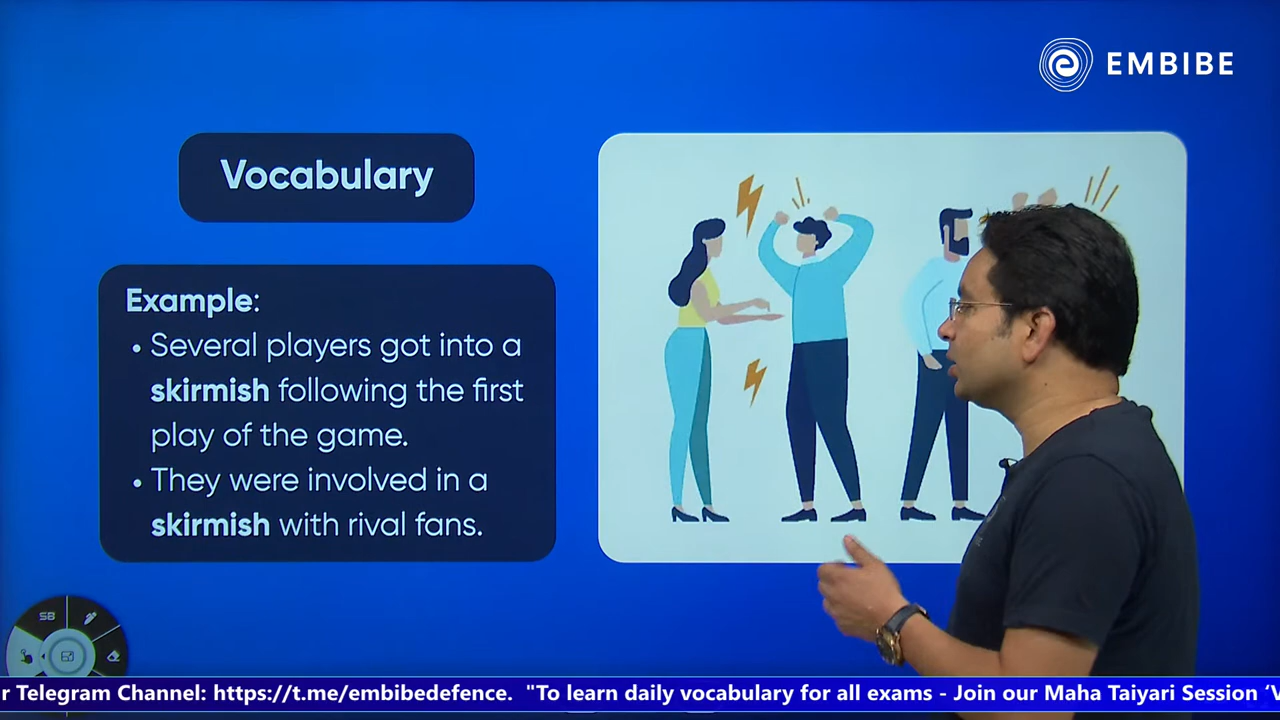 EMBIBE
Vocabulary
Example:
• Several players got into a
skirmish following the first
play of the game.
• They were involved in a
skirmish with rival fans.
SB
r Telegram Channel: https://t.me/embibedefence. "To learn daily vocabulary for all exams - Join our Maha Taiyari Session ‘V